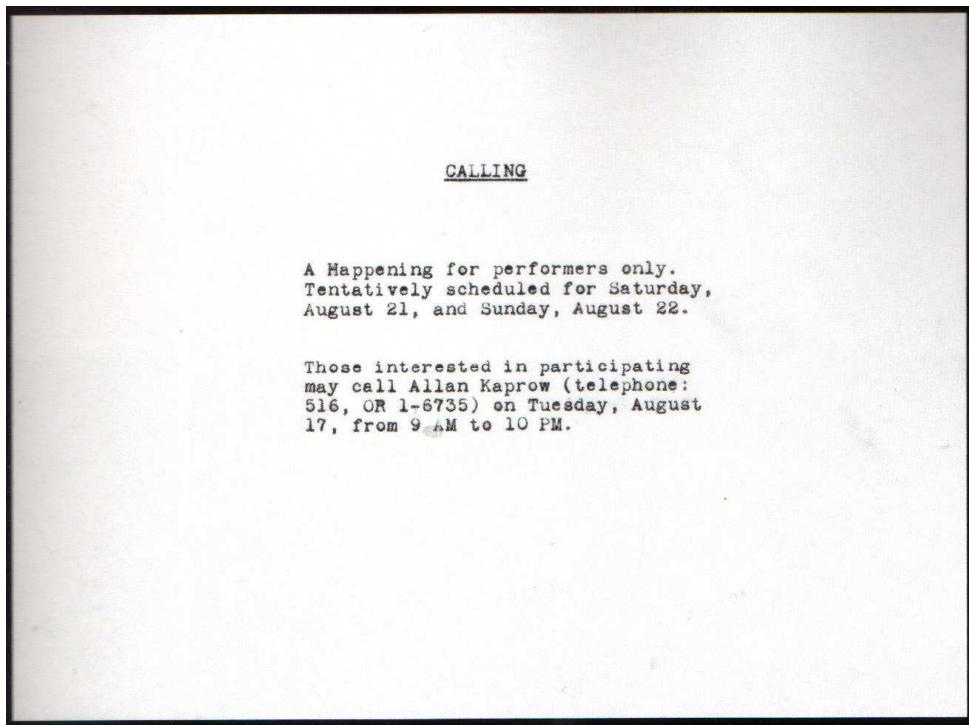 CALLING
A Happening for performers only.
Tentatively scheduled for Saturday,
August 21, and Sunday, August 22.
Those interested in participating
may call Allan Kaprow (telephone:
516, OR 1-6735) on Tuesday, August
17, from 9 AM to 10 PM.